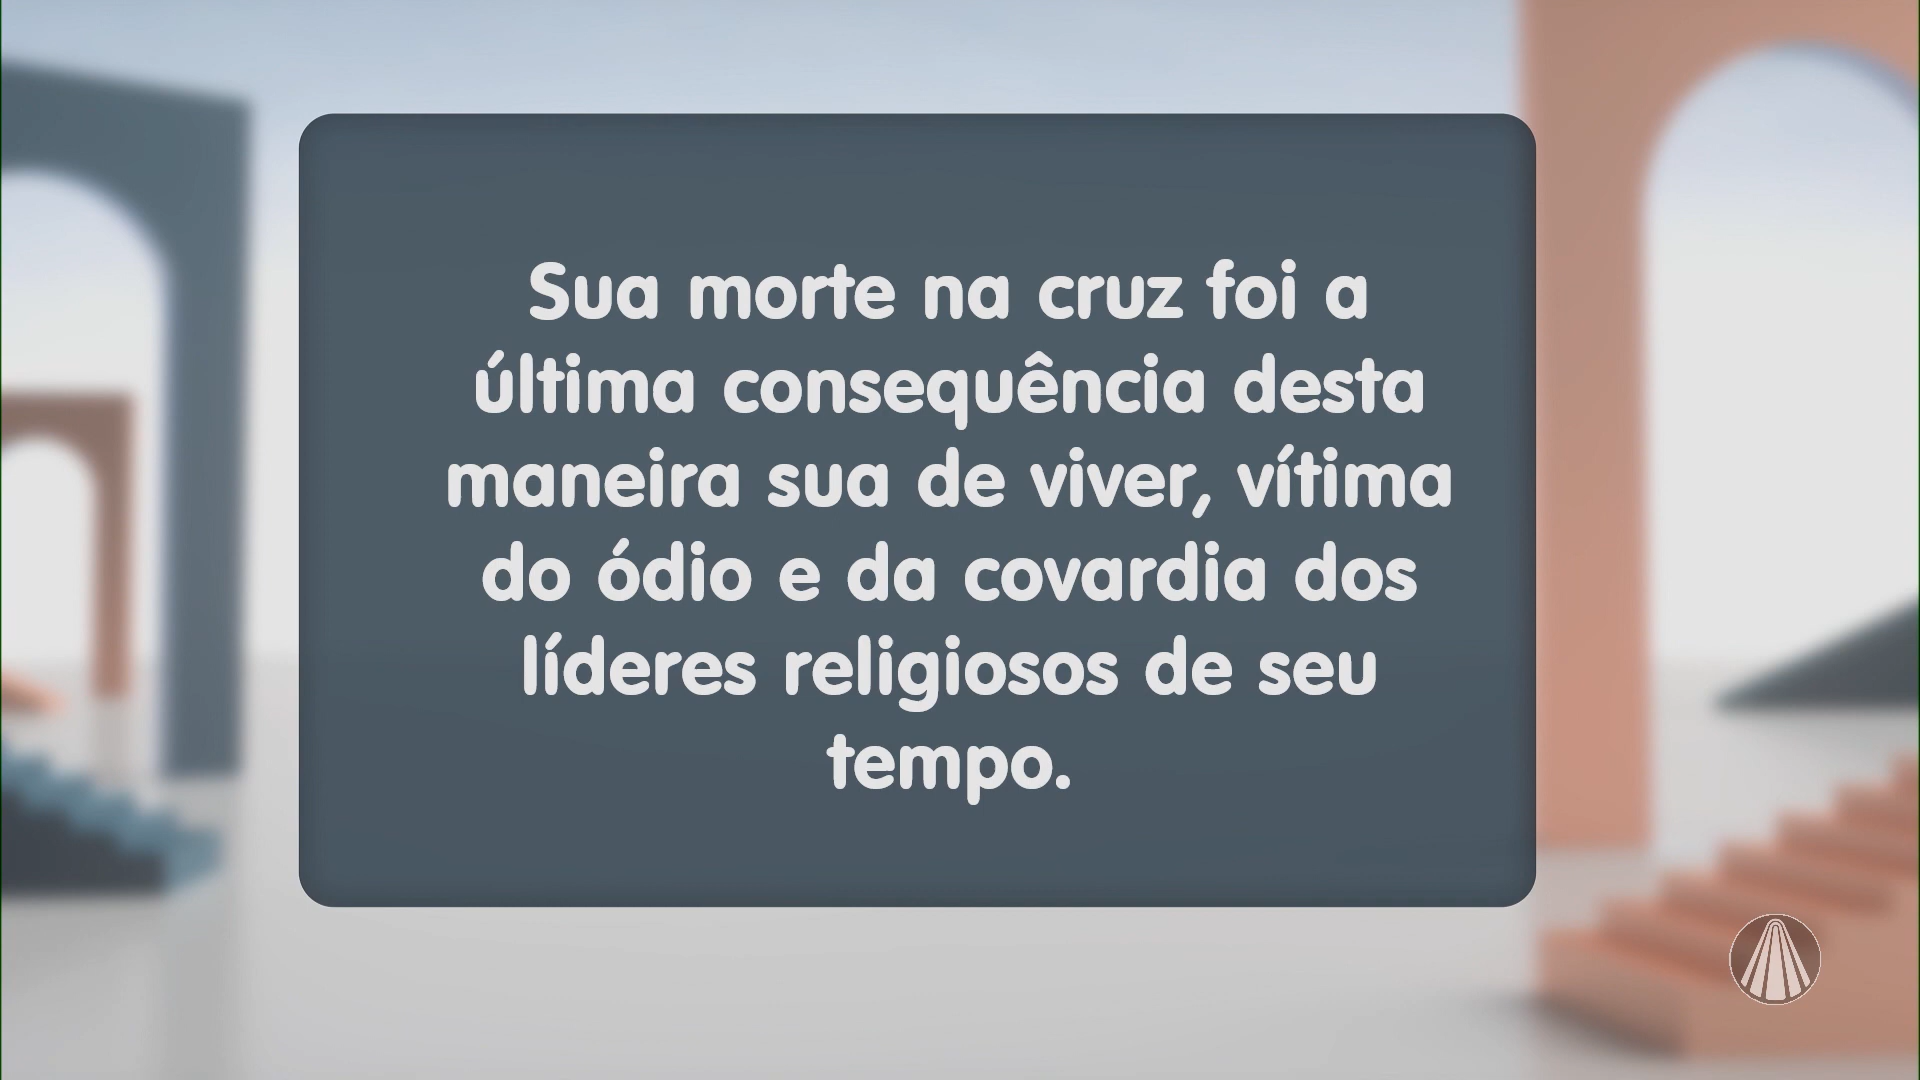 Sua morte na cruz foi a
última consequência desta
maneira sua de viver, vítima
do ódio e da covardia dos
líderes religiosos de seu
tempo.